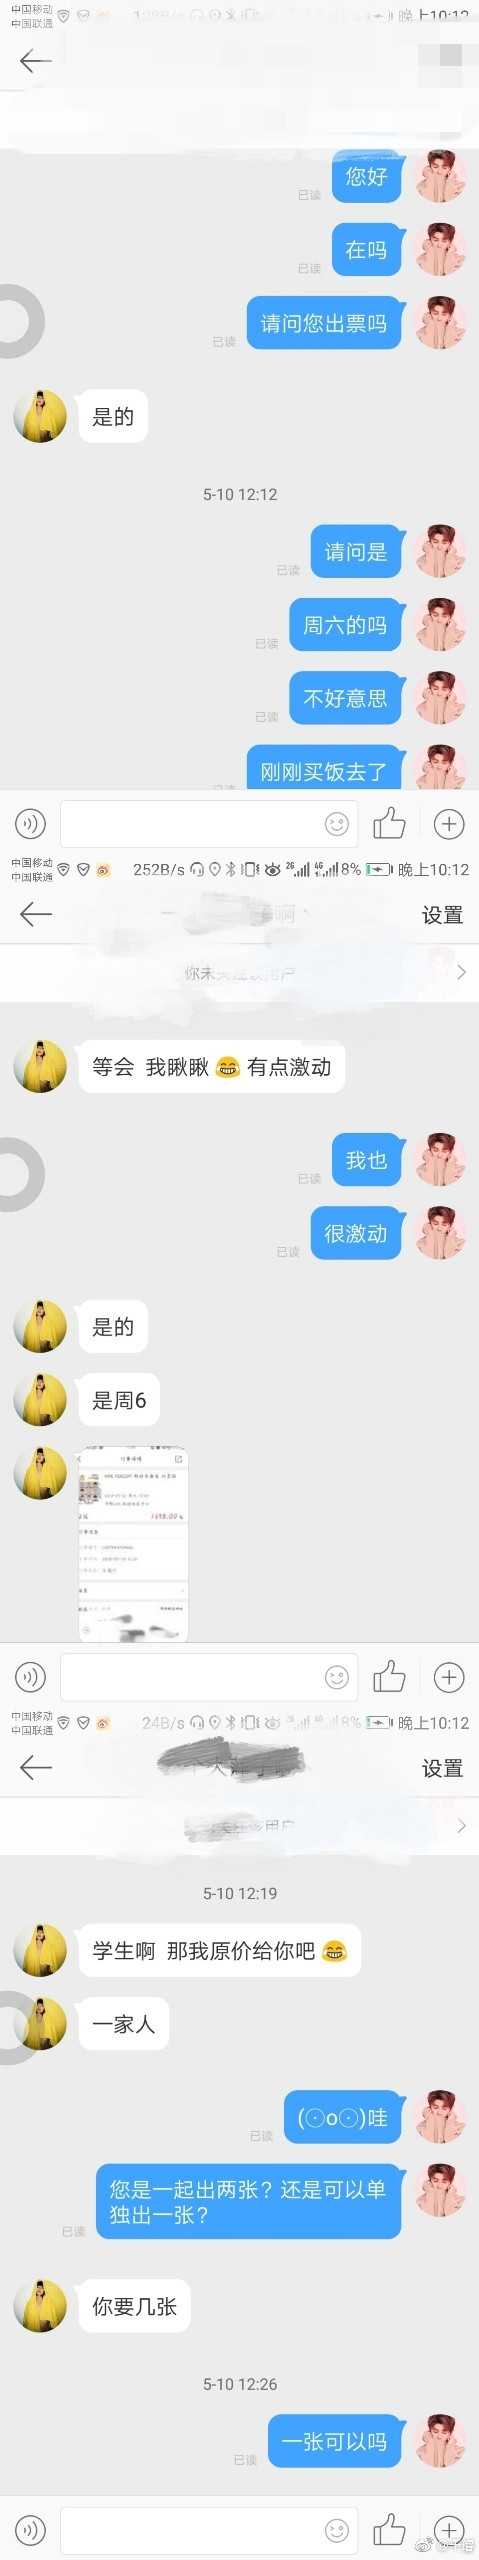 中国移动
中国联通
晚上10:12
您好
已读
在吗
已读
请问您出票吗
已读
是的
5-10 12:12
请问是
已读
周六的吗
已读
不好意思
已读
刚刚买饭去了
中国移动
中国联通
252B/s
2G
4G
8%
晚上10:12
啊
设置
等会 我瞅瞅😂有点激动
我也
已读
很激动
已读
是的
是周6
中国移动
中国联通
24B/s
8%
晚上10:12
设置
5-10 12:19
学生啊 那我原价给你吧😂
一家人
(⊙o⊙)哇
已读
您是一起出两张？还是可以单
独出一张？
已读
你要几张
5-10 12:26
一张可以吗
已读